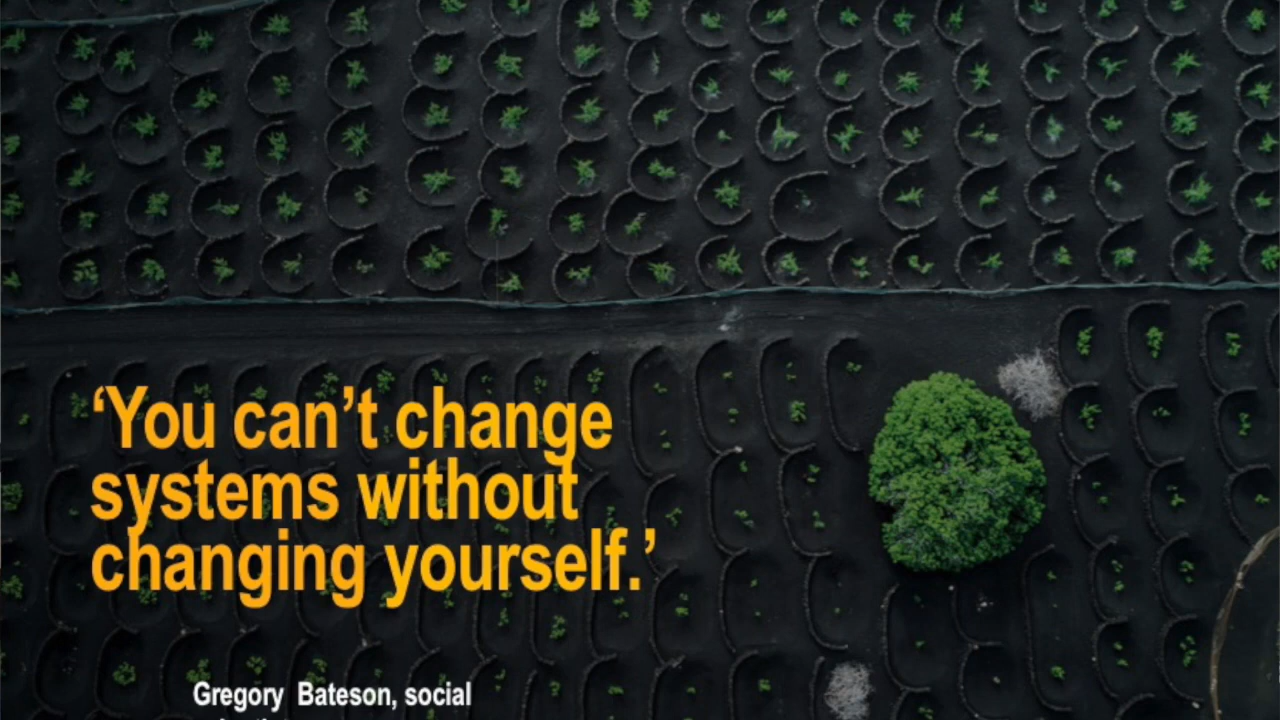 ‘You can’t change
systems without
changing yourself.’
Gregory Bateson, social